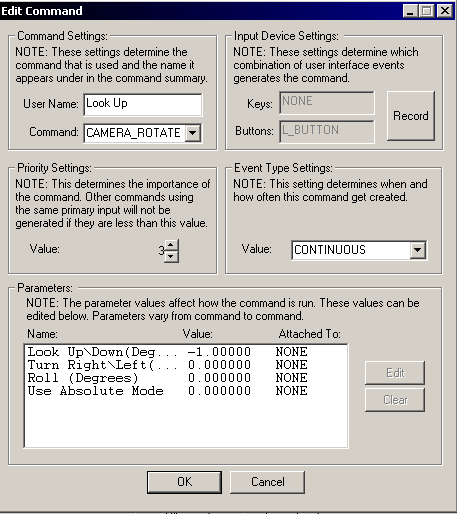 Edit Command
Command Settings:
NOTE: These settings determine the
command that is used and the name it
appears under in the command summary.
User Name: Look Up
Command: CAMERA_ROTATE
Input Device Settings:
NOTE: These settings determine which
combination of user interface events
generates the command.
Keys: NONE
Buttons: L_BUTTON
Record
Priority Settings:
NOTE: This determines the importance of
the command. Other commands using
the same primary input will not be
generated if they are less than this value.
Value: 3
Event Type Settings:
NOTE: This setting determines when and
how often this command get created.
Value: CONTINUOUS
Parameters:
NOTE: The parameter values affect how the command is run. These values can be
edited below. Parameters vary from command to command.
Name: Value: Attached To:
Look Up\Down(Deg... -1.00000 NONE
Turn Right\Left(... 0.000000 NONE
Roll (Degrees) 0.000000 NONE
Use Absolute Mode 0.000000 NONE
Edit
Clear
OK Cancel